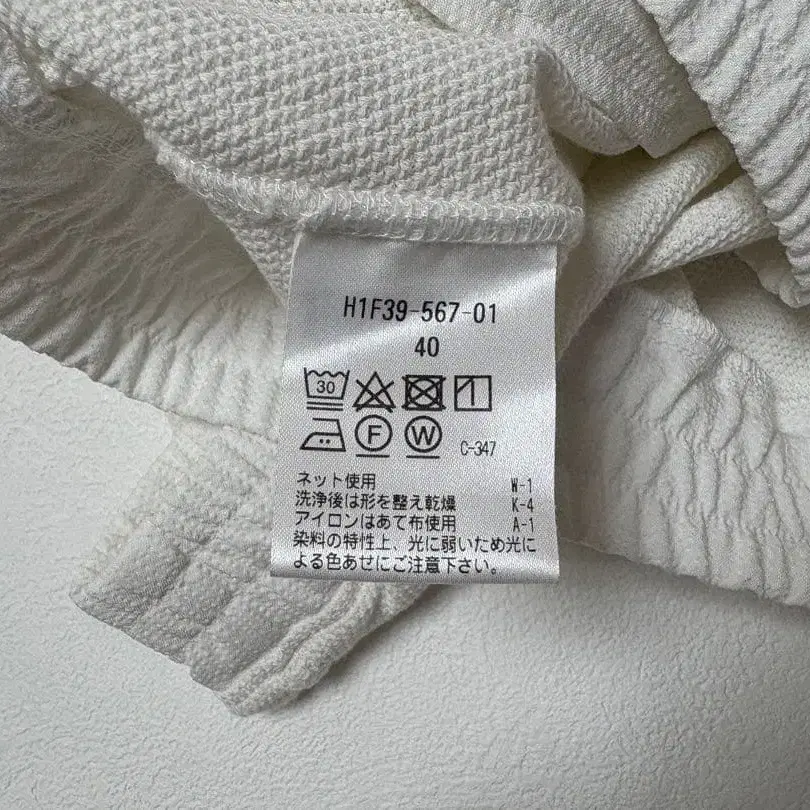 H1F39-567-01
40
30
F W C-347
ネット使用 W-1
洗浄後は形を整え乾燥 K-4
アイロンはあて布使用 A-1
染料の特性上、光に弱いため光に
よる色あせにご注意下さい。